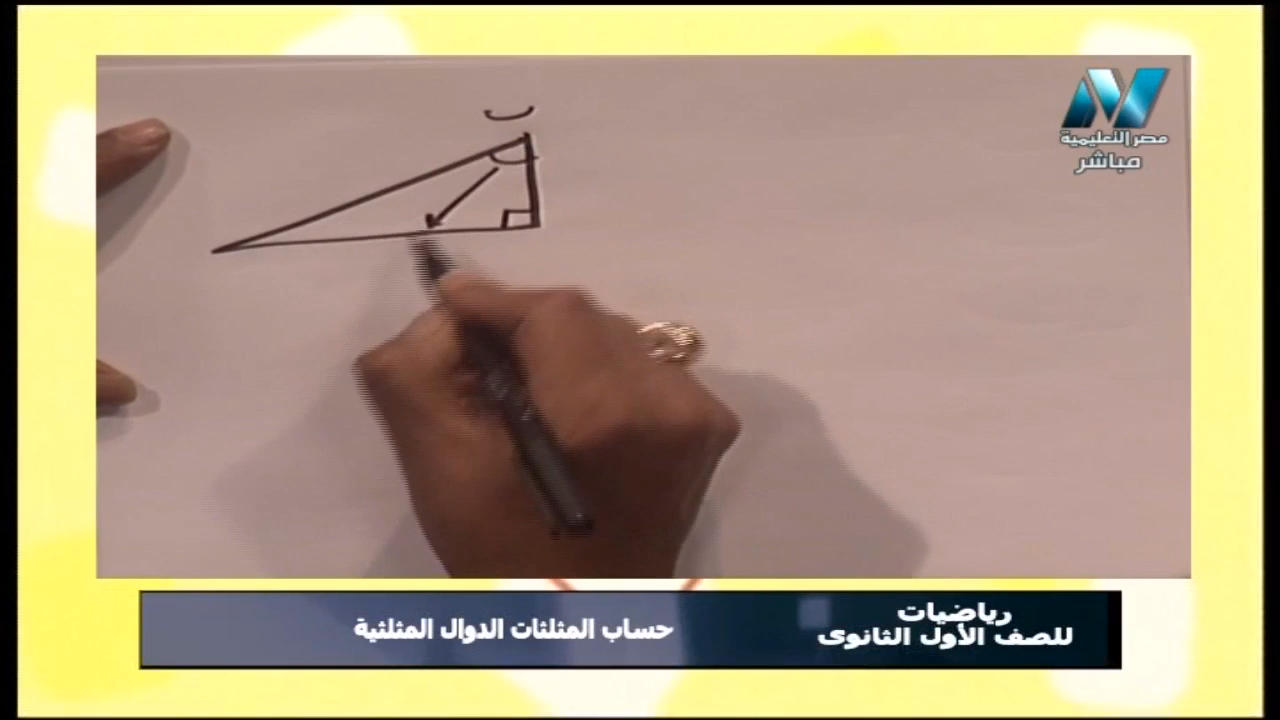 مصر التعليمية
مباشر
رياضيات
للصف الأول الثانوى
حساب المثلثات الدوال المثلثية